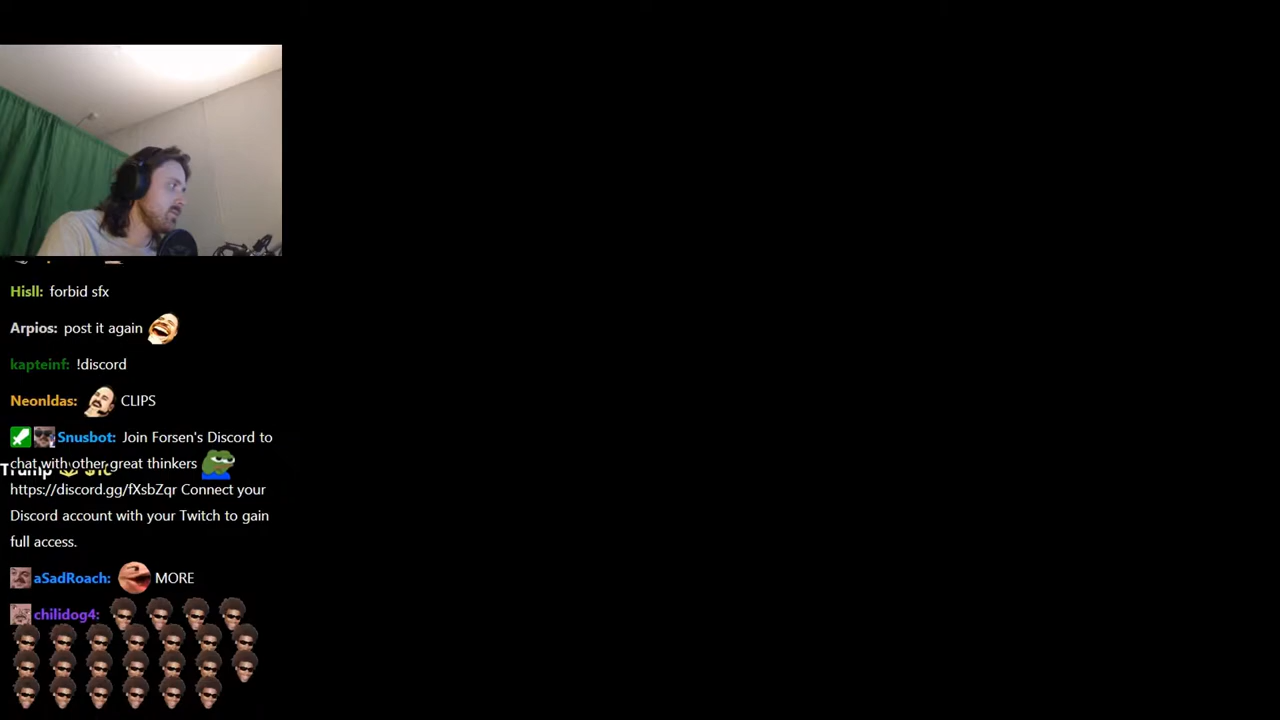 Hisll: forbid sfx
Arpios: post it again
kapteinf: !discord
Neonldas: CLIPS
Snusbot: Join Forsen's Discord to
chat with other great thinkers
https://discord.gg/fXsbZqr Connect your
Discord account with your Twitch to gain
full access.
aSadRoach: MORE
chilidog4: